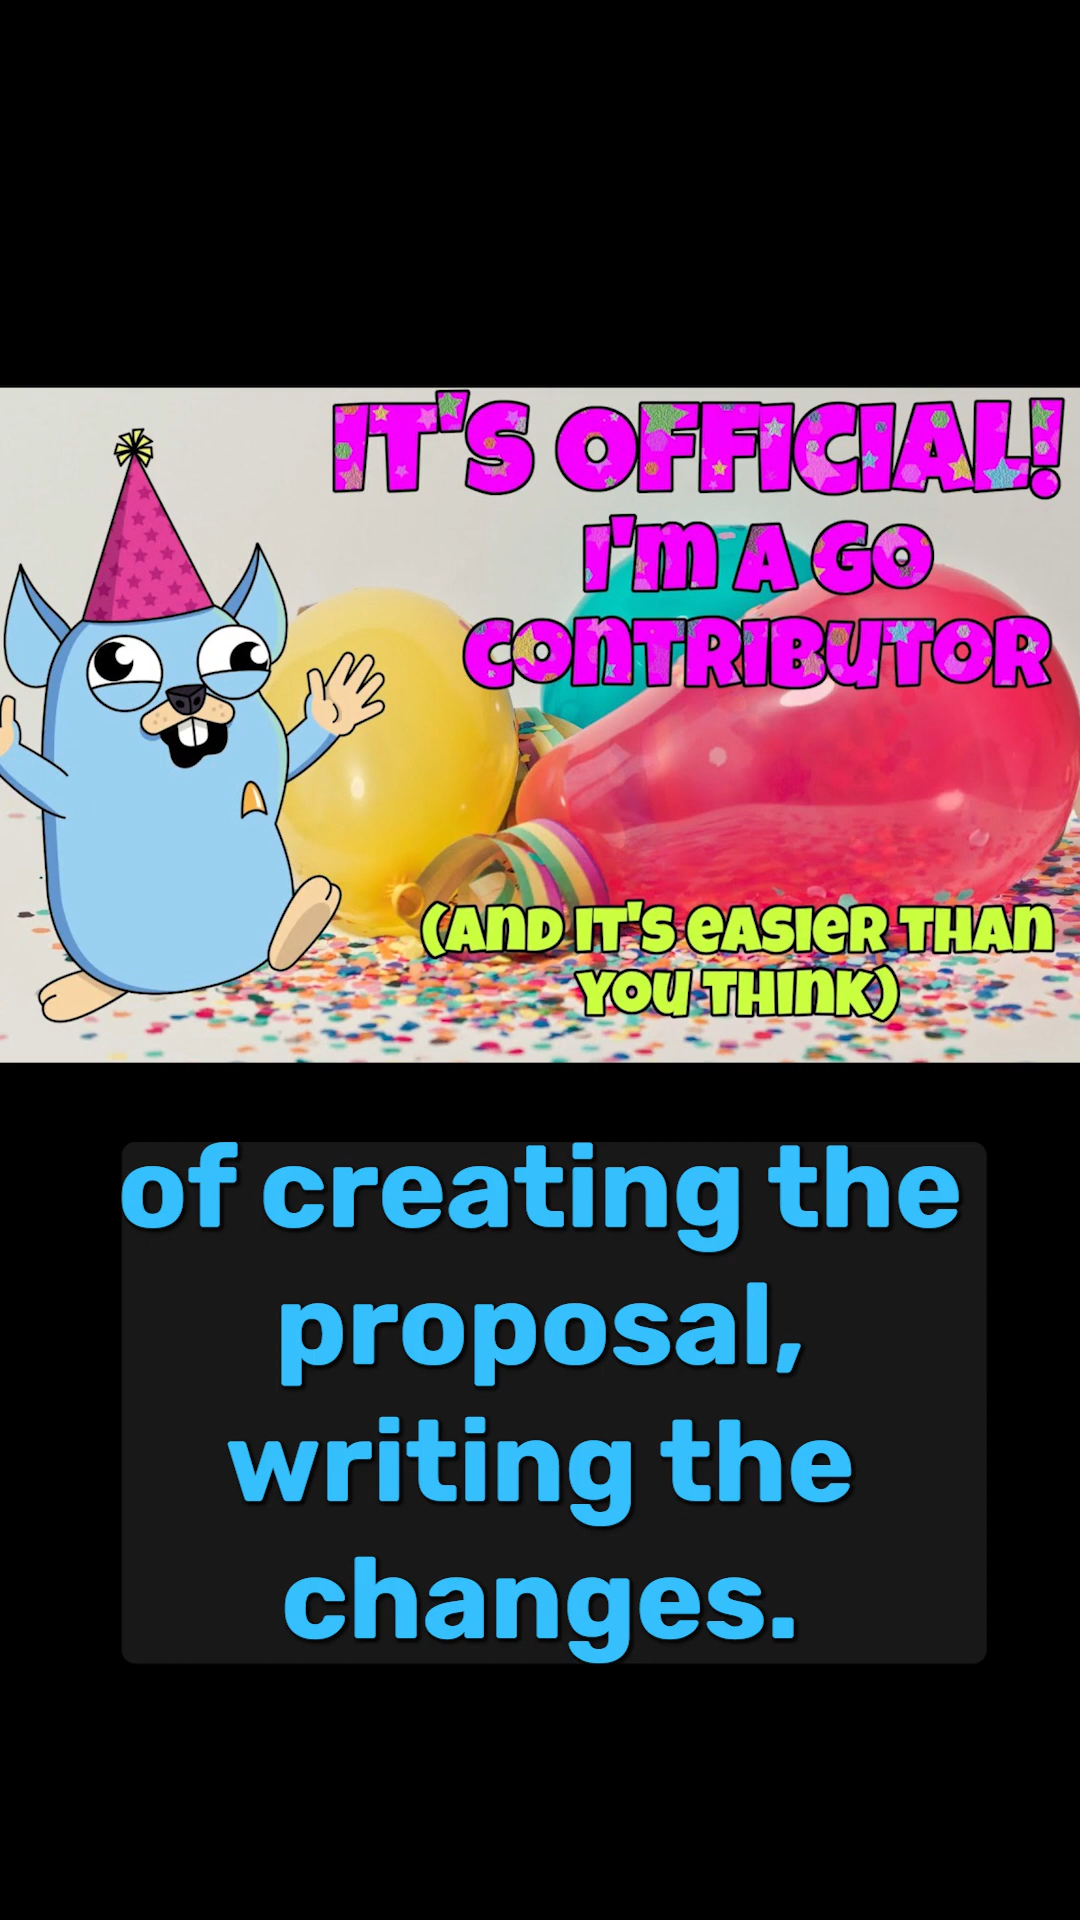 IT'S OFFICIAL!
I'M A GO
CONTRIBUTOR
(AND IT'S EASIER THAN
YOU THINK)
of creating the
proposal,
writing the
changes.